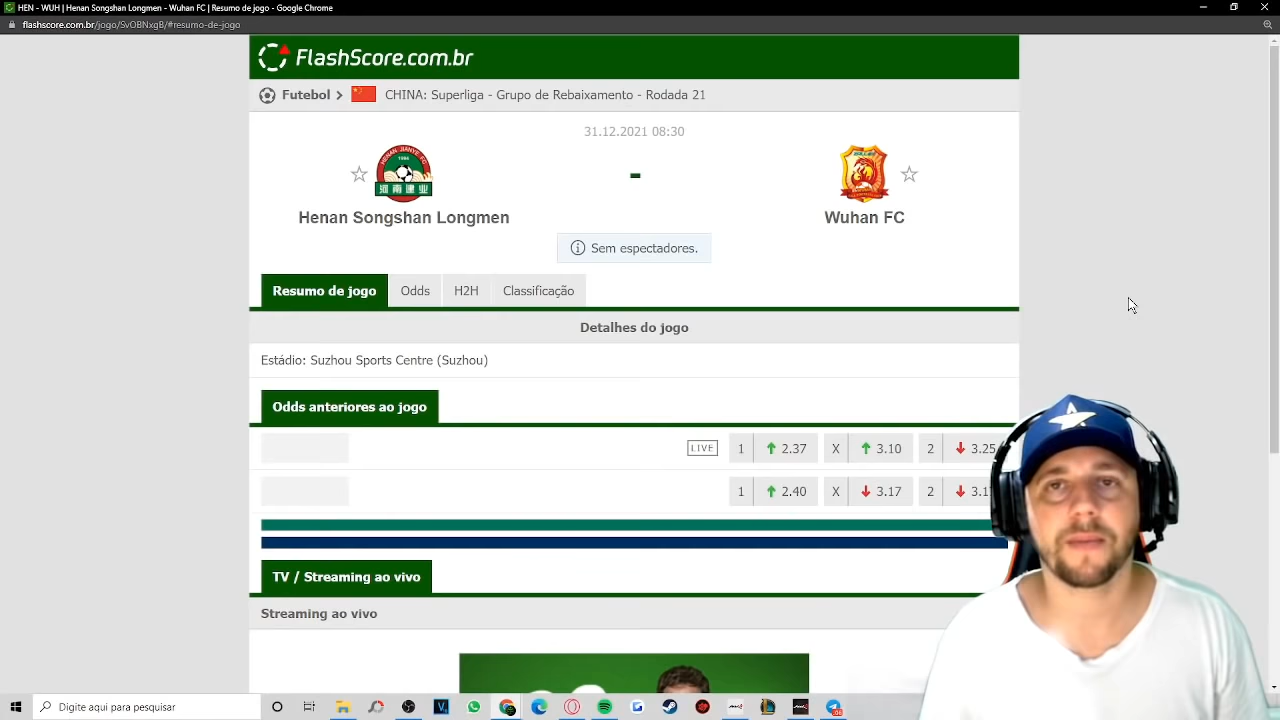 HEN - WUH | Henan Songshan Longmen - Wuhan FC | Resumo de jogo - Google Chrome
flashscore.com.br/jogo/SvOBNxgB/#resumo-de-jogo
FlashScore.com.br
Futebol > CHINA: Superliga - Grupo de Rebaixamento - Rodada 21
31.12.2021 08:30
-
Henan Songshan Longmen
Wuhan FC
Sem espectadores.
Resumo de jogo Odds H2H Classificação
Detalhes do jogo
Estádio: Suzhou Sports Centre (Suzhou)
Odds anteriores ao jogo
LIVE 1 2.37 X 3.10 2 3.25
1 2.40 X 3.17 2
TV / Streaming ao vivo
Streaming ao vivo
Digite aqui para pesquisar